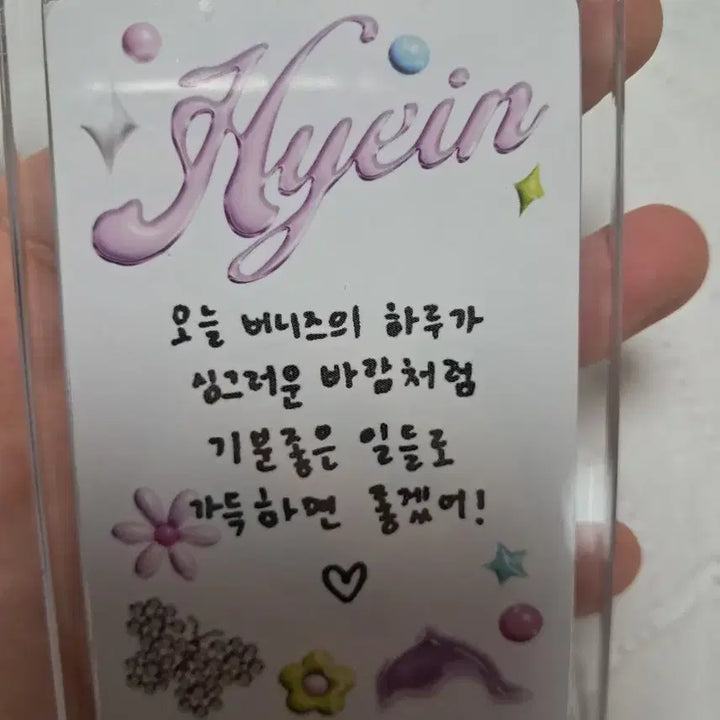 Hyein
오늘 버니즈의 하루가
싱그러운 바람처럼
기분좋은 일들로
가득하면 좋겠어!